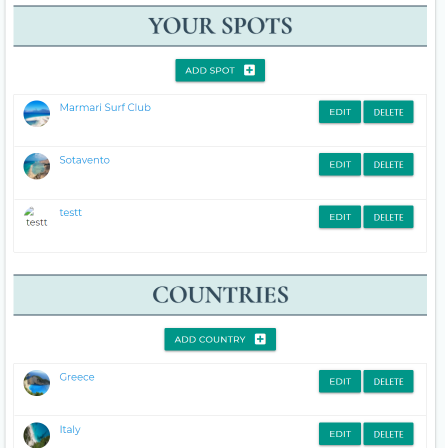 YOUR SPOTS
ADD SPOT
Marmari Surf Club
EDIT
DELETE
Sotavento
EDIT
DELETE
testt
testt
EDIT
DELETE
COUNTRIES
ADD COUNTRY
Greece
EDIT
DELETE
Italy
EDIT
DELETE